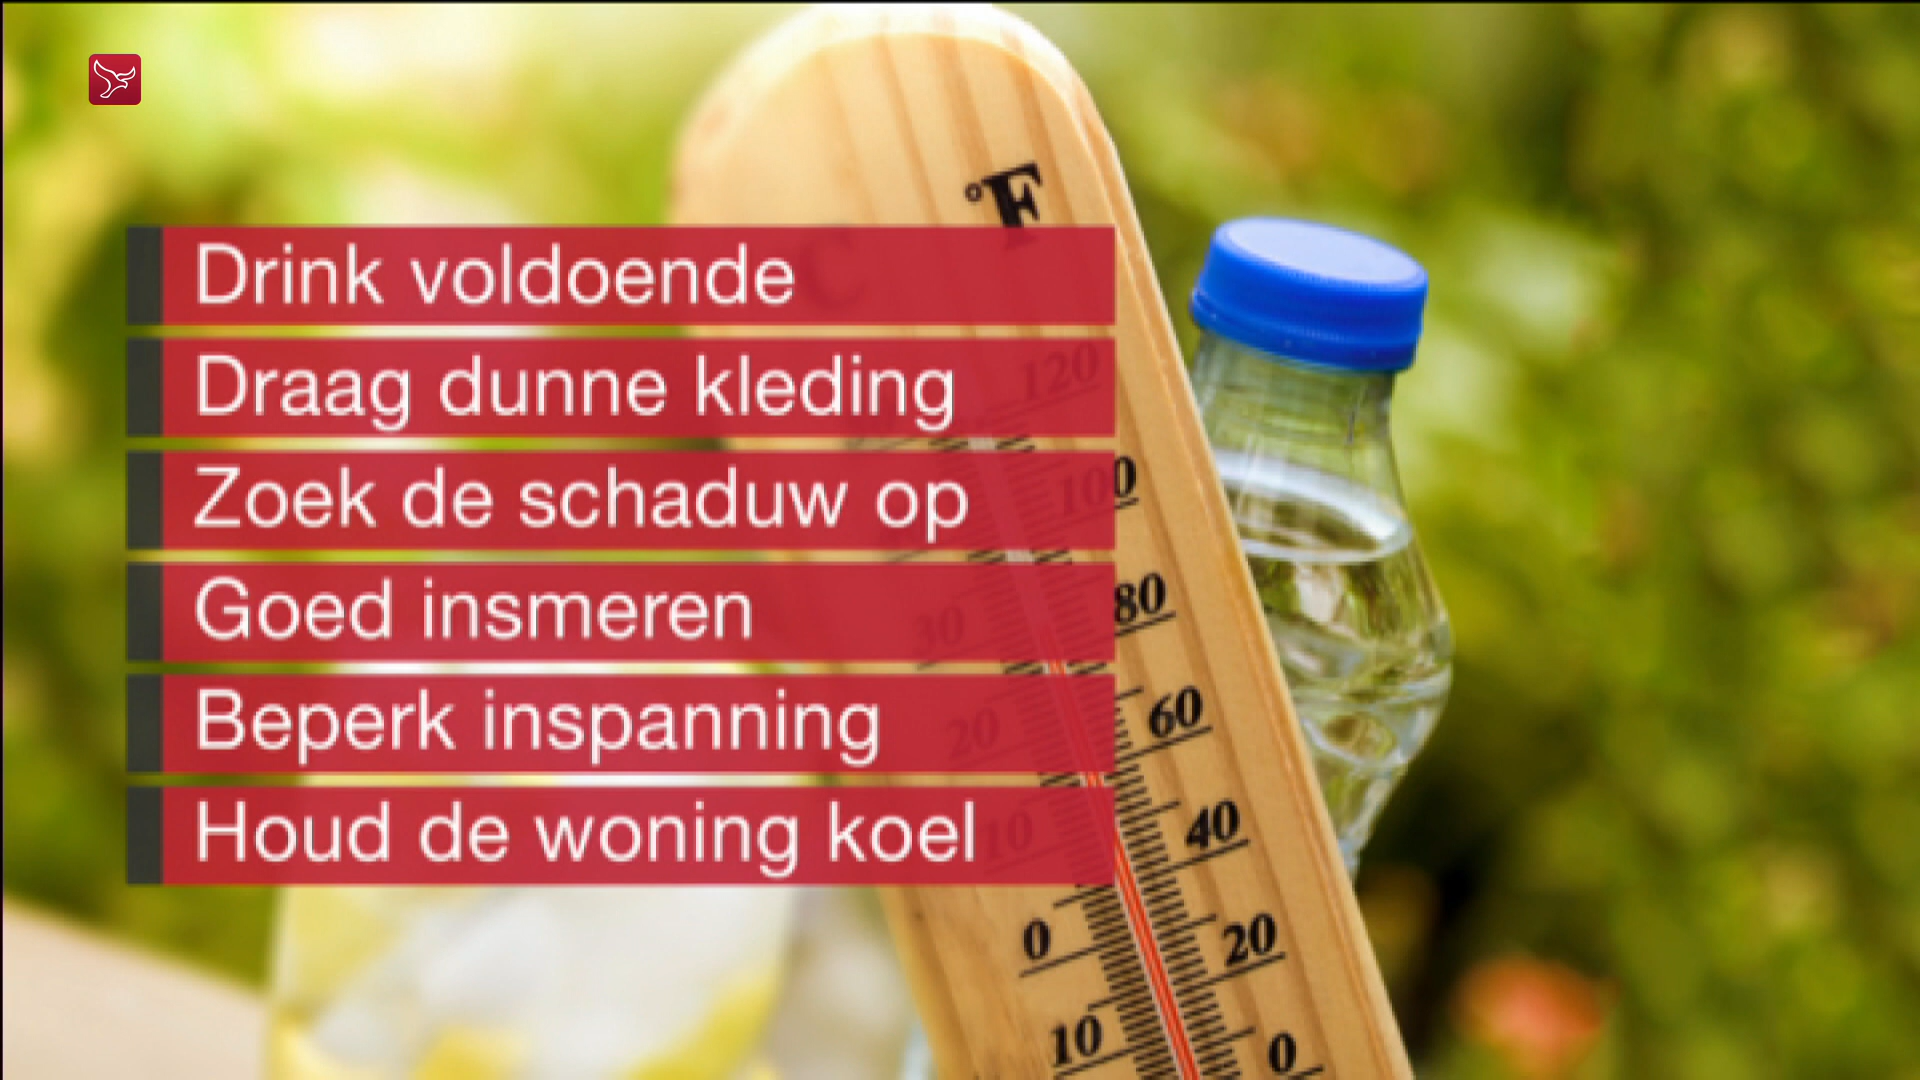 °F
C
Drink voldoende
120
Draag dunne kleding
100
Zoek de schaduw op
80
30
Goed insmeren
60
20
Beperk inspanning
40
10
Houd de woning koel
0
20
10
0